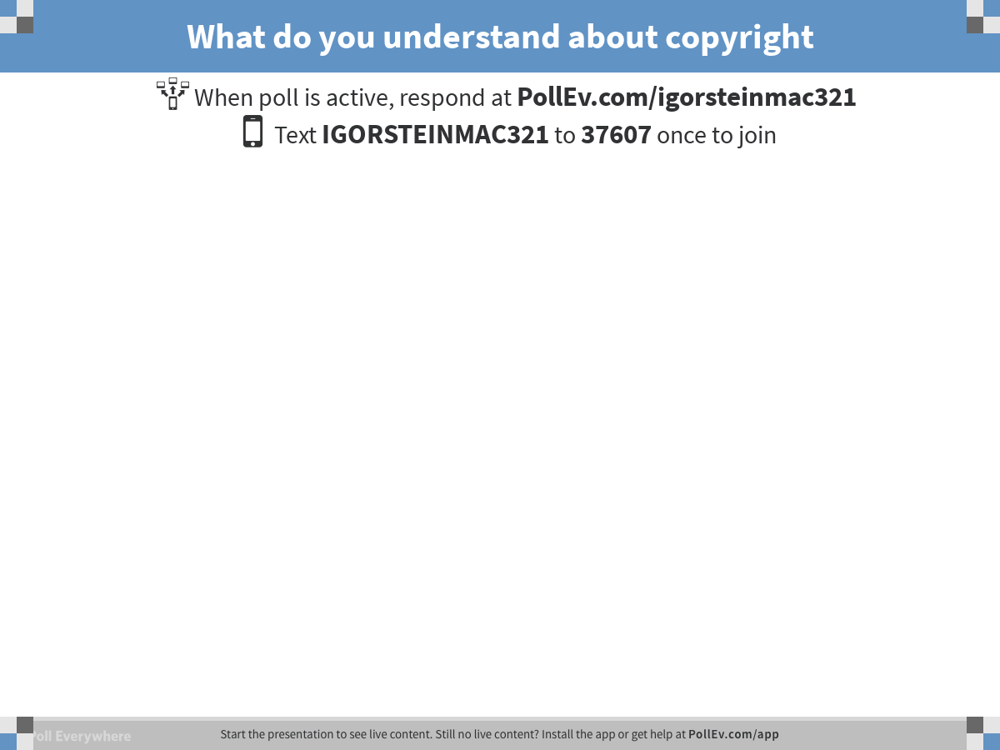 What do you understand about copyright
When poll is active, respond at PollEv.com/igorsteinmac321
Text IGORSTEINMAC321 to 37607 once to join
Poll Everywhere
Start the presentation to see live content. Still no live content? Install the app or get help at PollEv.com/app